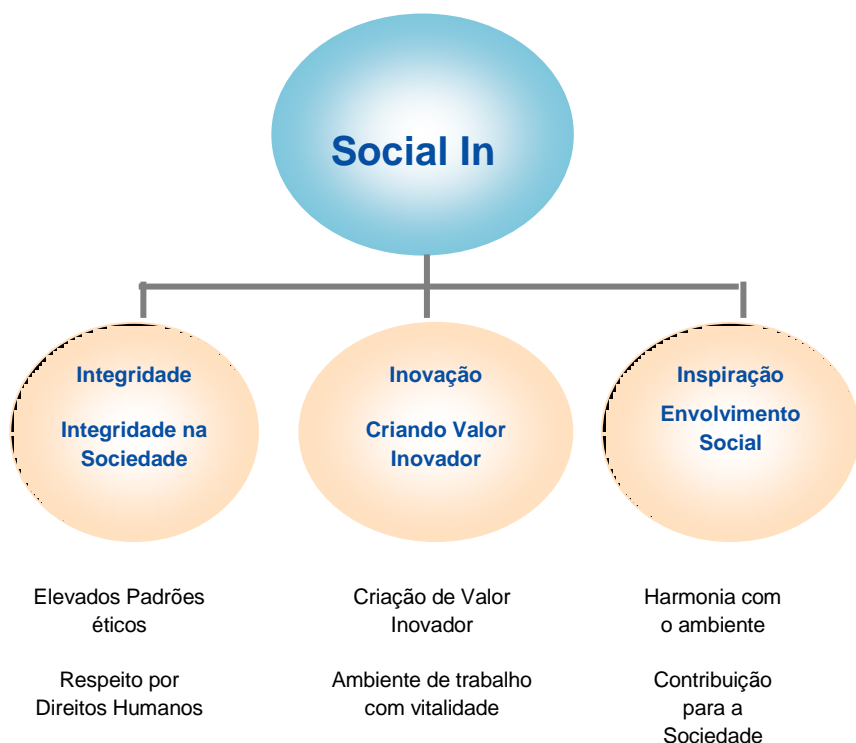 Social In
Integridade
Integridade na
Sociedade
Inovação
Criando Valor
Inovador
Inspiração
Envolvimento
Social
Elevados Padrões
éticos
Respeito por
Direitos Humanos
Criação de Valor
Inovador
Ambiente de trabalho
com vitalidade
Harmonia com
o ambiente
Contribuição
para a
Sociedade